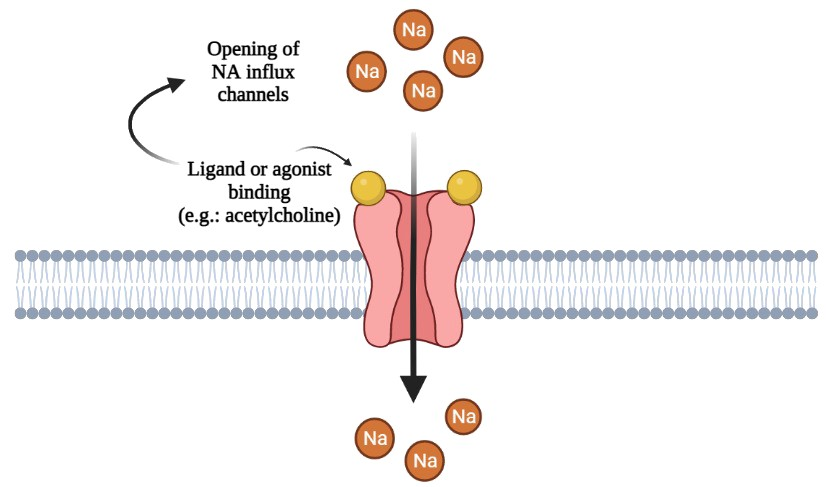 Na
Na
Na
Na
Opening of
NA influx
channels
Ligand or agonist
binding
(e.g.: acetylcholine)
Na
Na
Na